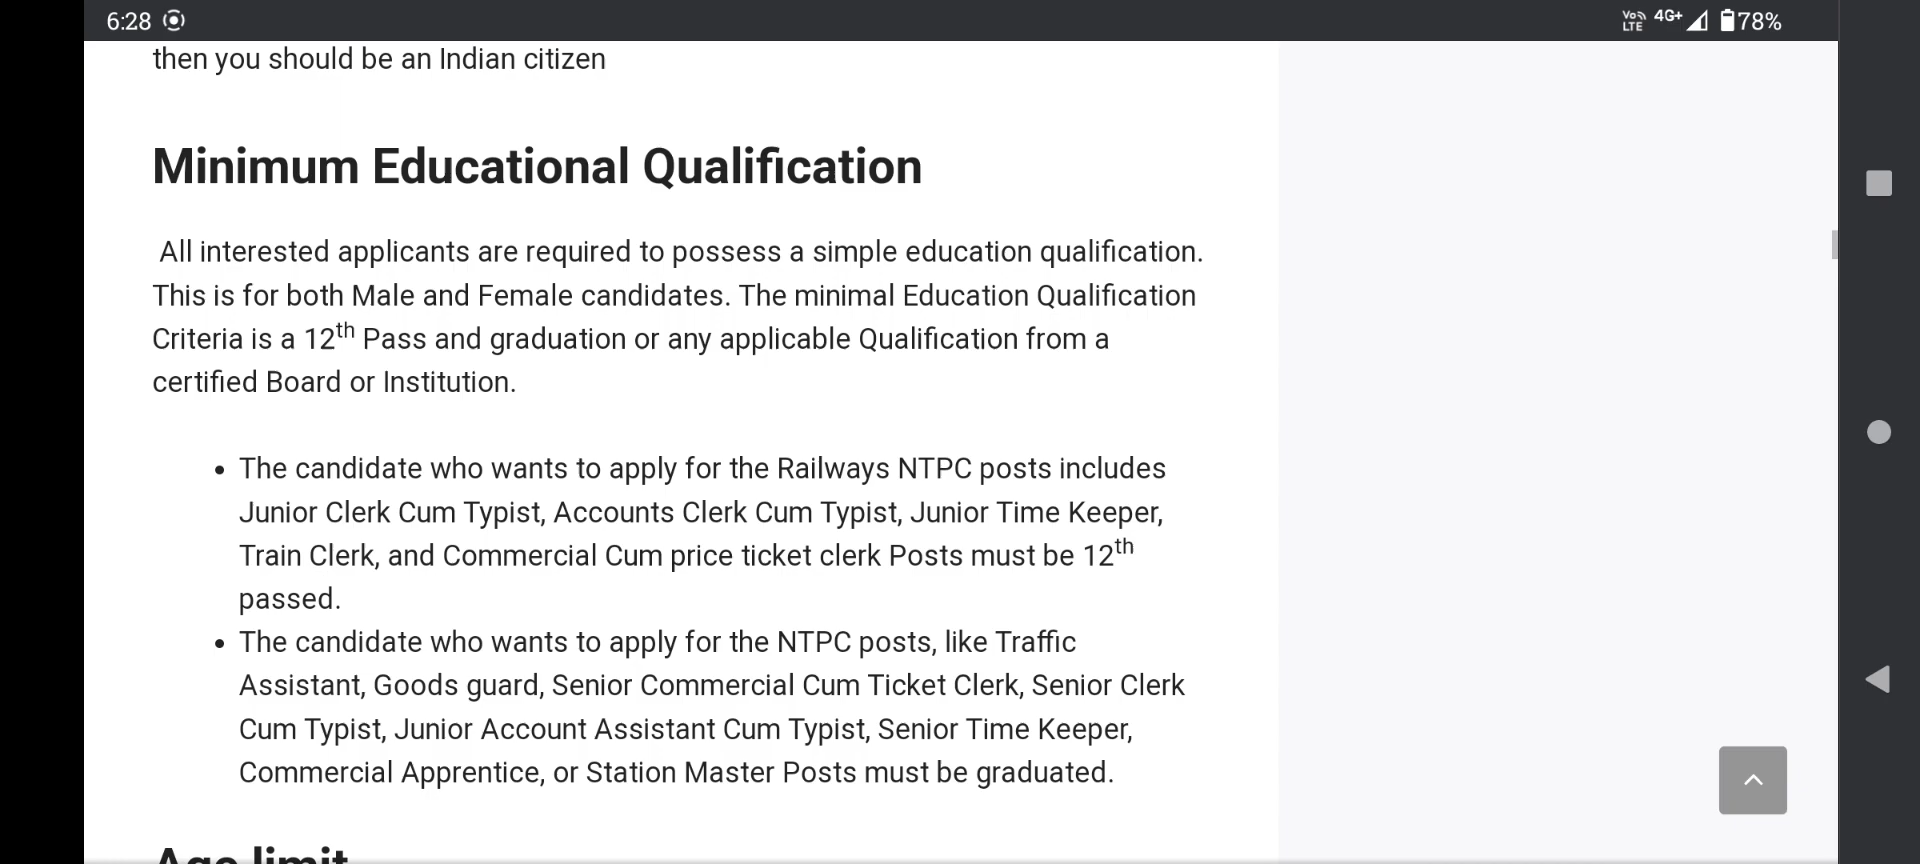 6:28 Vo LTE 4G+ 78%
then you should be an Indian citizen
Minimum Educational Qualification
All interested applicants are required to possess a simple education qualification.
This is for both Male and Female candidates. The minimal Education Qualification
Criteria is a 12th Pass and graduation or any applicable Qualification from a
certified Board or Institution.
• The candidate who wants to apply for the Railways NTPC posts includes
Junior Clerk Cum Typist, Accounts Clerk Cum Typist, Junior Time Keeper,
Train Clerk, and Commercial Cum price ticket clerk Posts must be 12th
passed.
• The candidate who wants to apply for the NTPC posts, like Traffic
Assistant, Goods guard, Senior Commercial Cum Ticket Clerk, Senior Clerk
Cum Typist, Junior Account Assistant Cum Typist, Senior Time Keeper,
Commercial Apprentice, or Station Master Posts must be graduated.
Age limit